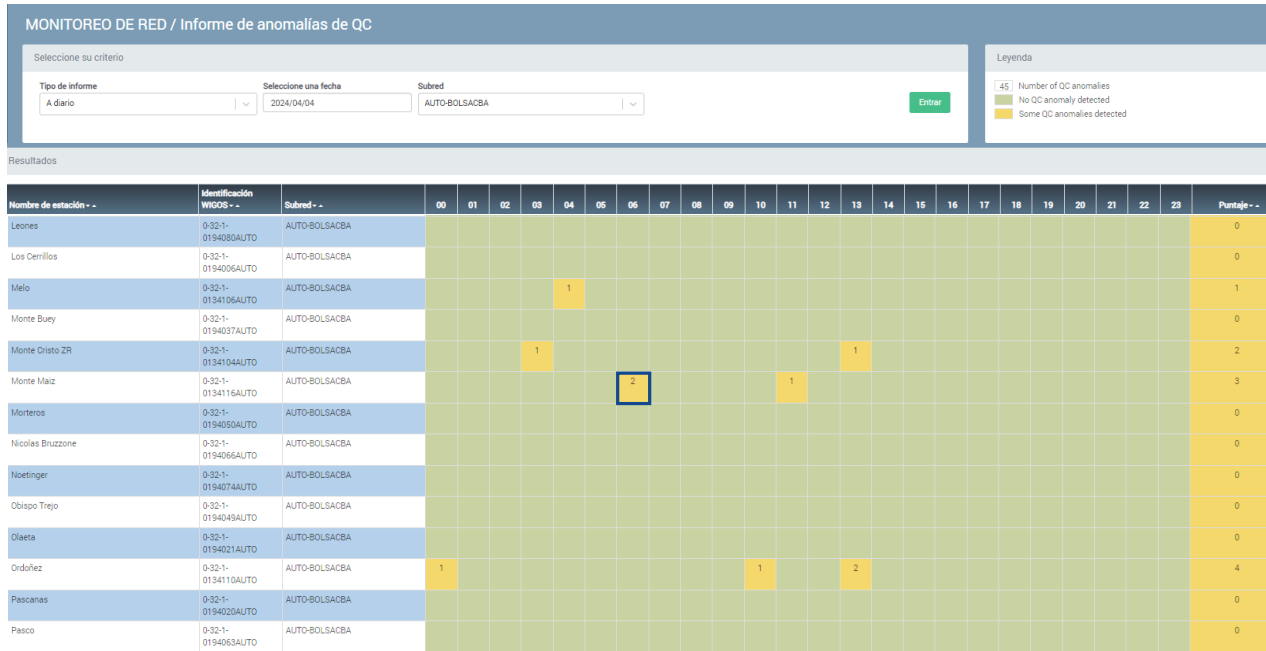 MONITOREO DE RED / Informe de anomalías de QC
Seleccione su criterio
Leyenda
Tipo de informe Seleccione una fecha Subred
A diario 2024/04/04 AUTO-BOLSACBA Entrar
45 Number of QC anomalies
No QC anomaly detected
Some QC anomalies detected
Resultados
Nombre de estación Identificación WIGOS Subred 00 01 02 03 04 05 06 07 08 09 10 11 12 13 14 15 16 17 18 19 20 21 22 23 Puntaje
Leones 0-32-1- AUTO-BOLSACBA 0
0194080AUTO
Los Cerrillos 0-32-1- AUTO-BOLSACBA 0
0194006AUTO
Melo 0-32-1- AUTO-BOLSACBA 1 1
0134106AUTO
Monte Buey 0-32-1- AUTO-BOLSACBA 0
0194037AUTO
Monte Cristo ZR 0-32-1- AUTO-BOLSACBA 1 1 2
0134104AUTO
Monte Maiz 0-32-1- AUTO-BOLSACBA 2 1 3
0134116AUTO
Morteros 0-32-1- AUTO-BOLSACBA 0
0194050AUTO
Nicolas Bruzzone 0-32-1- AUTO-BOLSACBA 0
0194066AUTO
Noetinger 0-32-1- AUTO-BOLSACBA 0
0194074AUTO
Obispo Trejo 0-32-1- AUTO-BOLSACBA 0
0194049AUTO
Olaeta 0-32-1- AUTO-BOLSACBA 0
0194021AUTO
Ordoñez 0-32-1- AUTO-BOLSACBA 1 1 2 4
0134110AUTO
Pascanas 0-32-1- AUTO-BOLSACBA 0
0194020AUTO
Pasco 0-32-1- AUTO-BOLSACBA 0
0194063AUTO